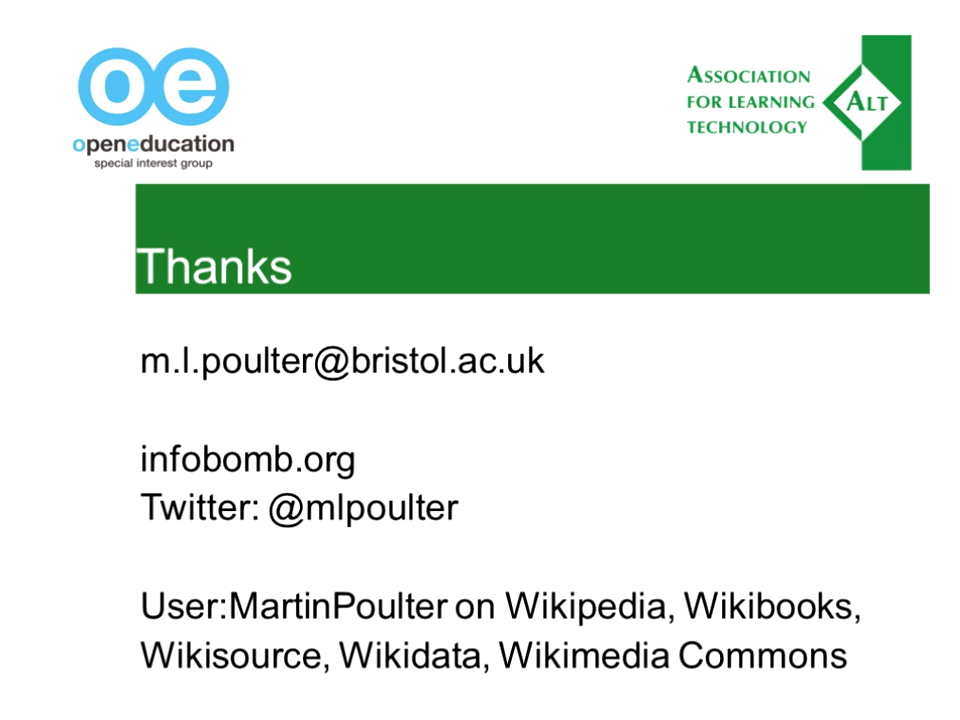 oe
openeducation
special interest group
ASSOCIATION
FOR LEARNING
TECHNOLOGY
ALT
Thanks
m.l.poulter@bristol.ac.uk
infobomb.org
Twitter: @mlpoulter
User:MartinPoulter on Wikipedia, Wikibooks,
Wikisource, Wikidata, Wikimedia Commons